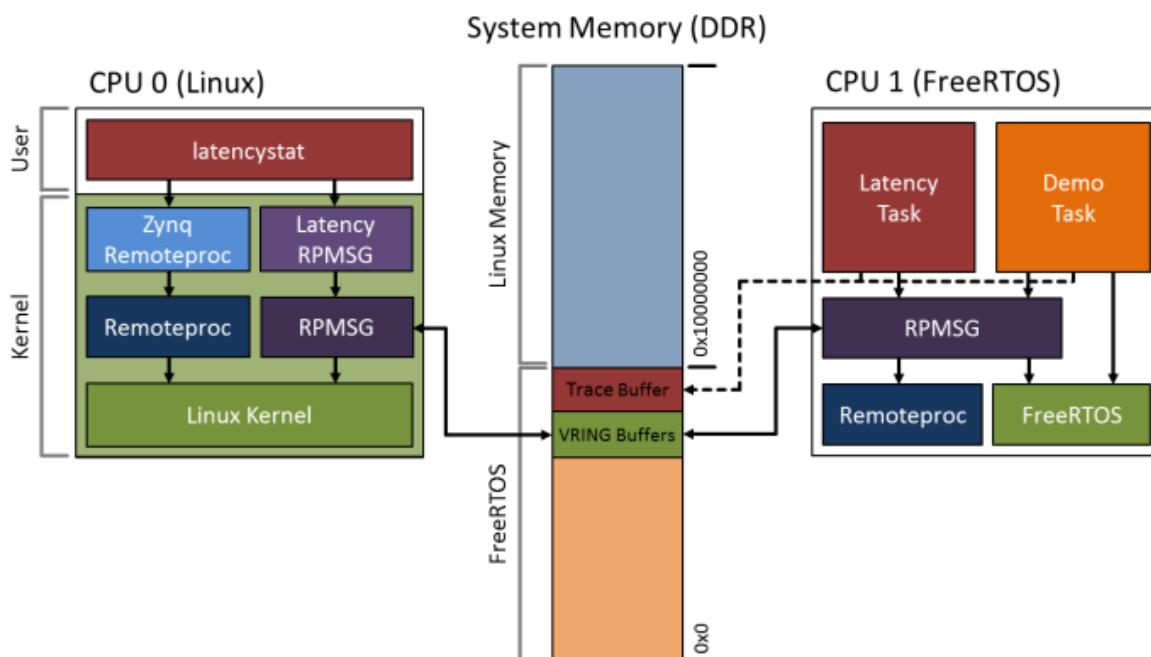 System Memory (DDR)
CPU 0 (Linux)
CPU 1 (FreeRTOS)
User
latencystat
Kernel
Zynq
Remoteproc
Latency
RPMSG
Remoteproc
RPMSG
Linux Kernel
Linux Memory
0x10000000
Trace Buffer
VRING Buffers
FreeRTOS
0x0
Latency
Task
Demo
Task
RPMSG
Remoteproc
FreeRTOS